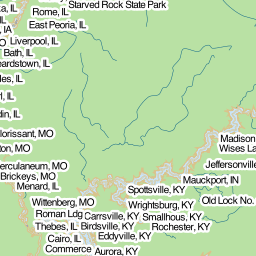 Starved Rock State Park
a, IL
Rome, IL
East Peoria, IL
, IA
Liverpool, IL
Bath, IL
eardstown, IL
les, IL
l, IL
din, IL
lorissant, MO
ton, MO
erculaneum, MO
Brickeys, MO
Menard, IL
Wittenberg, MO
Roman Ldg
Thebes, IL
Cairo, IL
Commerce
Madison
Wises La
Jeffersonvill
Mauckport, IN
Spottsville, KY
Old Lock No.
Wrightsburg, KY
Carrsville, KY
Smallhous, KY
Birdsville, KY
Rochester, KY
Eddyville, KY
Aurora, KY